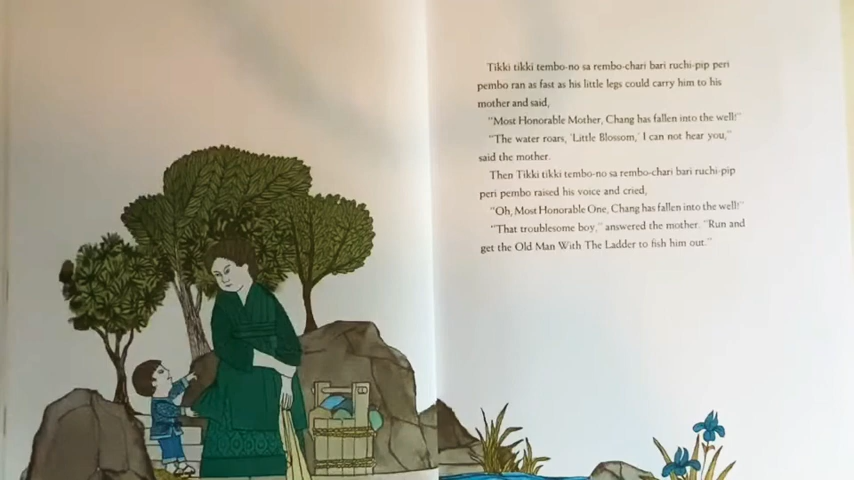 Tikki tikki tembo-no sa rembo-chari bari ruchi-pip peri
pembo ran as fast as his little legs could carry him to his
mother and said,
"Most Honorable Mother, Chang has fallen into the well!"
"The water roars, 'Little Blossom,' I can not hear you,"
said the mother.
Then Tikki tikki tembo-no sa rembo-chari bari ruchi-pip
peri pembo raised his voice and cried,
"Oh, Most Honorable One, Chang has fallen into the well!"
"That troublesome boy," answered the mother. "Run and
get the Old Man With The Ladder to fish him out."